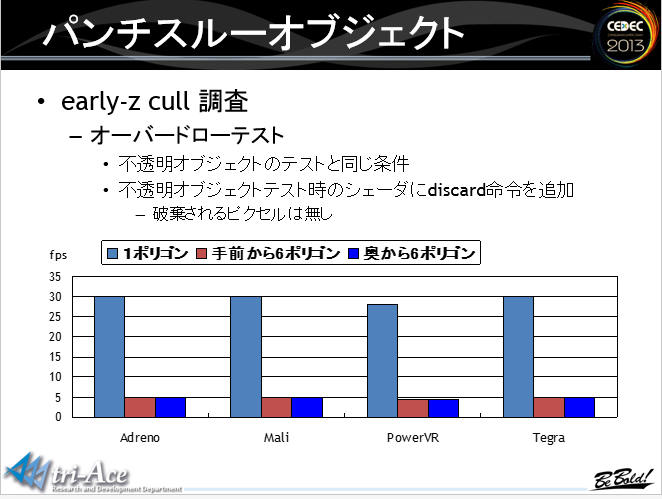 パンチスルーオブジェクト
CEDEC
2013
• early-z cull 調査
– オーバードローテスト
• 不透明オブジェクトのテストと同じ条件
• 不透明オブジェクトテスト時のシェーダにdiscard命令を追加
– 破棄されるピクセルは無し
fps
1ポリゴン 手前から6ポリゴン 奥から6ポリゴン
35
30
25
20
15
10
5
0
Adreno Mali PowerVR Tegra
tri-Ace
Research and Development Department
Be Bold!